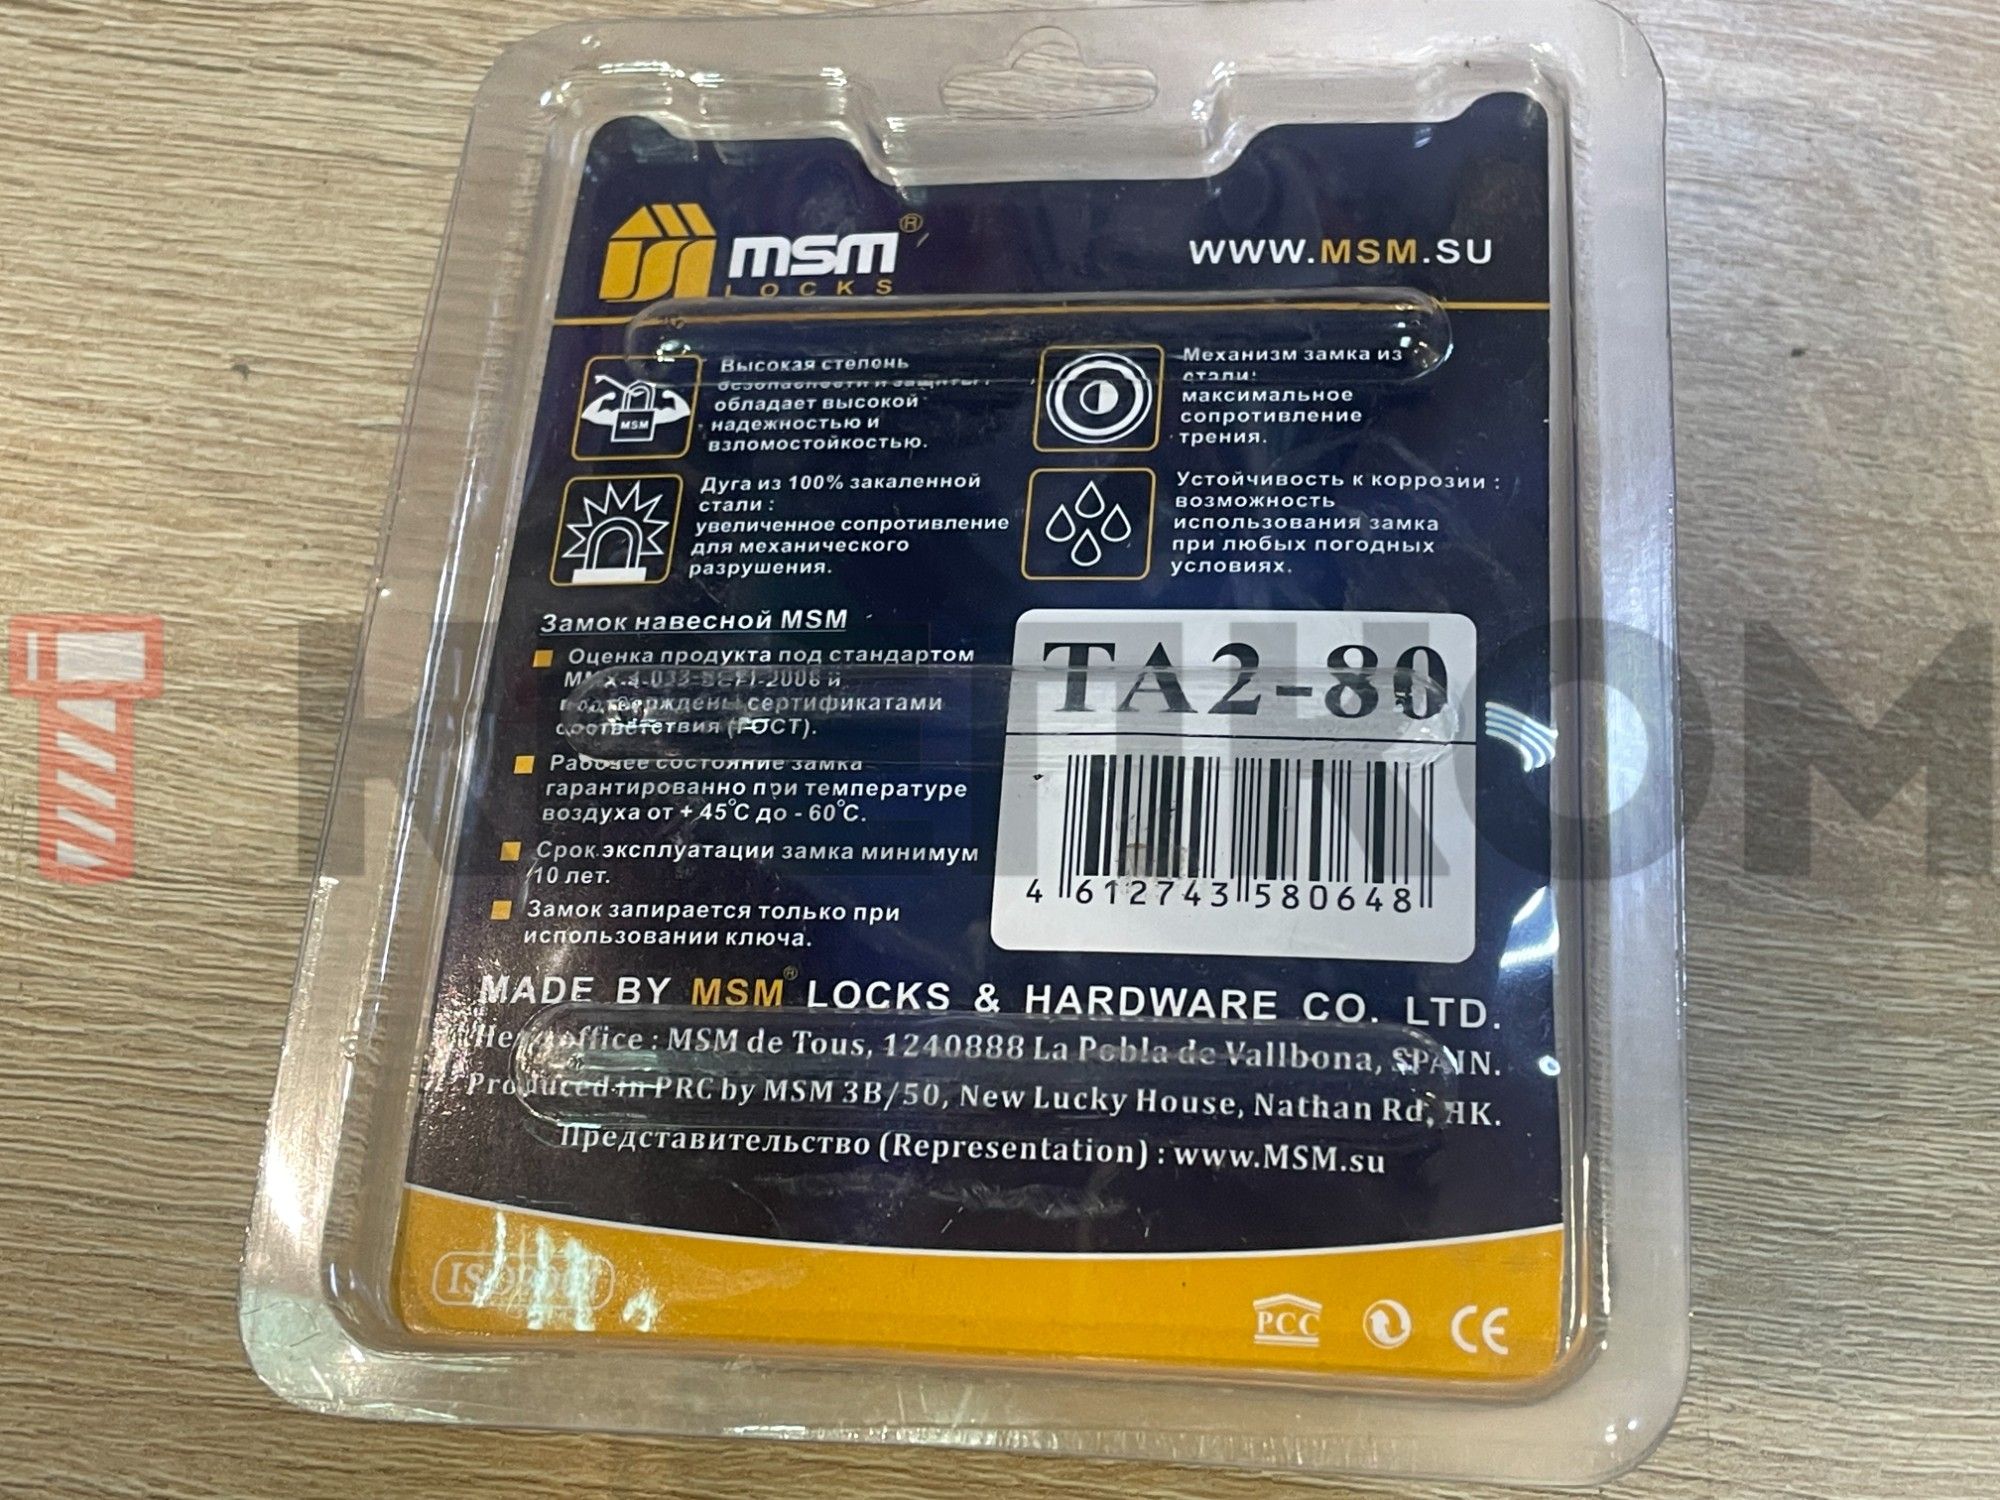 msm®
LOCKS
WWW.MSM.SU
Высокая степень
безопасности и защиты:
обладает высокой
надежностью и
взломостойкостью.
MSM
Механизм замка из
стали:
максимальное
сопротивление
трения.
Дуга из 100% закаленной
стали :
увеличенное сопротивление
для механического
разрушения.
Устойчивость к коррозии :
возможность
использования замка
при любых погодных
условиях.
Замок навесной MSM
Оценка продукта под стандартом
и
подтверждены сертификатами
соответствия (ГОСТ).
Рабочее состояние замка
гарантированно при температуре
воздуха от + 45°C до - 60°C.
Срок эксплуатации замка минимум
10 лет.
Замок запирается только при
использовании ключа.
TA2-80
4 612743 580648
MADE BY MSM® LOCKS & HARDWARE CO. LTD.
office : MSM de Tous, 1240888 La Pobla de Vallbona, SPAIN.
Produced in PRC by MSM 3B/50, New Lucky House, Nathan Rd, HK.
Представительство (Representation) : www.MSM.su
PCC
CE